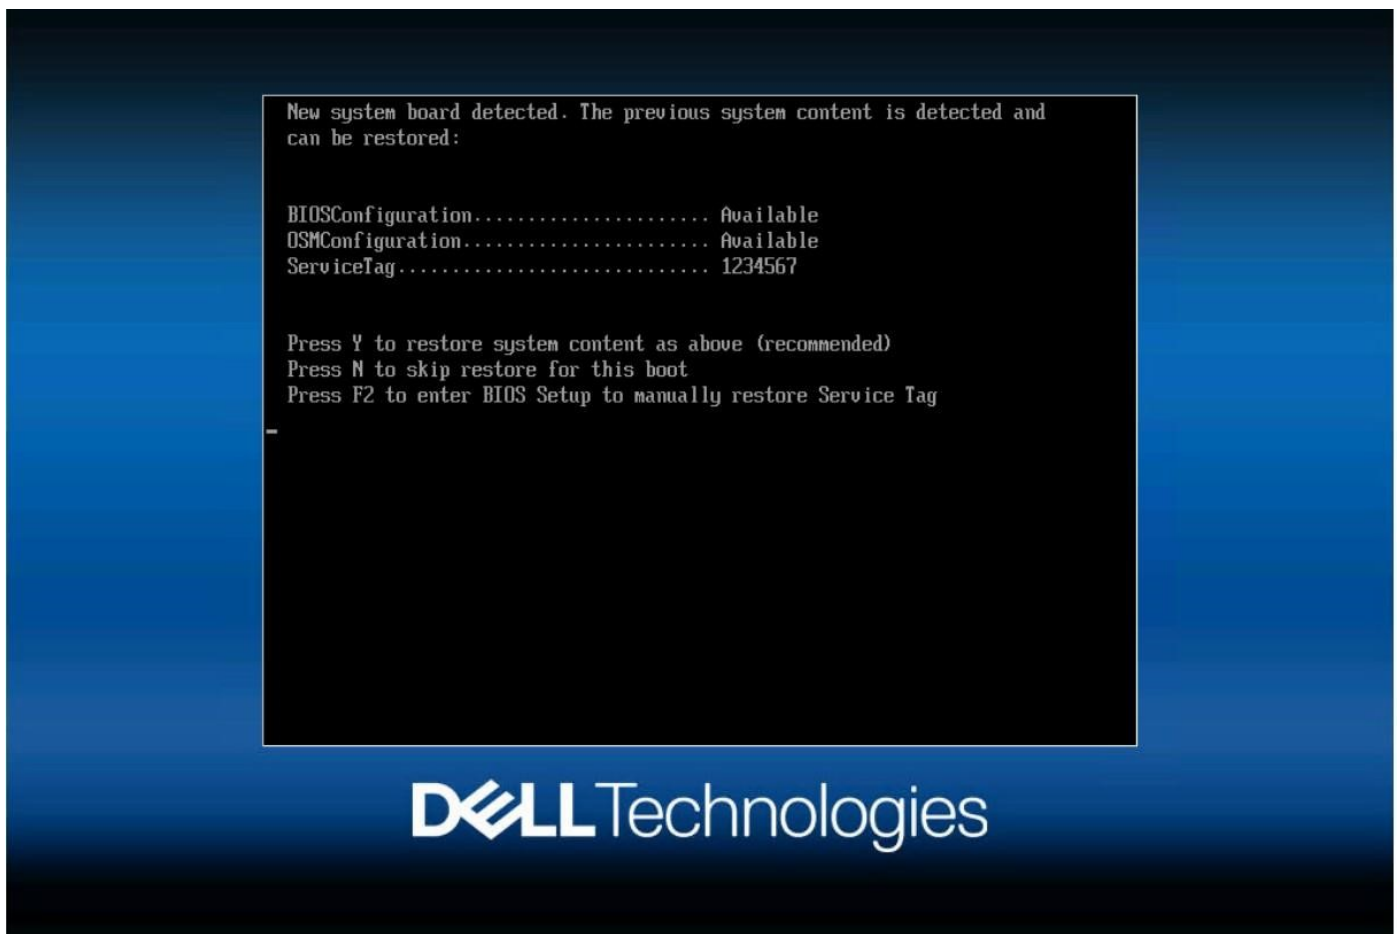 New system board detected. The previous system content is detected and
can be restored:
BIOSConfiguration...................... Available
OSMConfiguration....................... Available
ServiceTag............................. 1234567
Press Y to restore system content as above (recommended)
Press N to skip restore for this boot
Press F2 to enter BIOS Setup to manually restore Service Tag
DELL Technologies